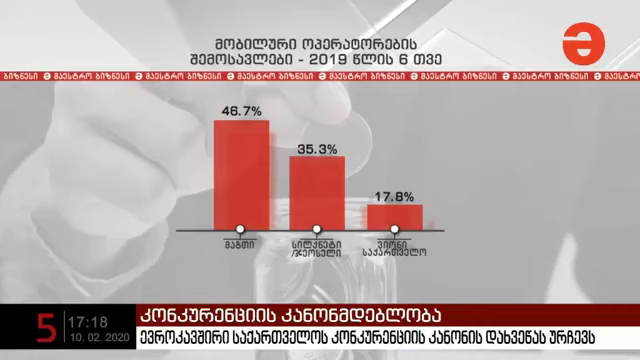 მობილური ოპერატორების
შემოსავლები - 2019 წლის 6 თვე
ბიზნესი მაესტრო ბიზნესი მაესტრო ბიზნესი მაესტრო ბიზნესი მაესტრო ბიზნესი მაესტრო ბიზნესი მაესტრო ბიზნესი
46.7%
35.3%
17.8%
მაგთი
სილქნეტი
/ჯეოსელი
ვიონი
საქართველო
5
17:18
10. 02. 2020
კონკურენციის კანონმდებლობა
ევროკავშირი საქართველოს კონკურენციის კანონის დახვეწას ურჩევს